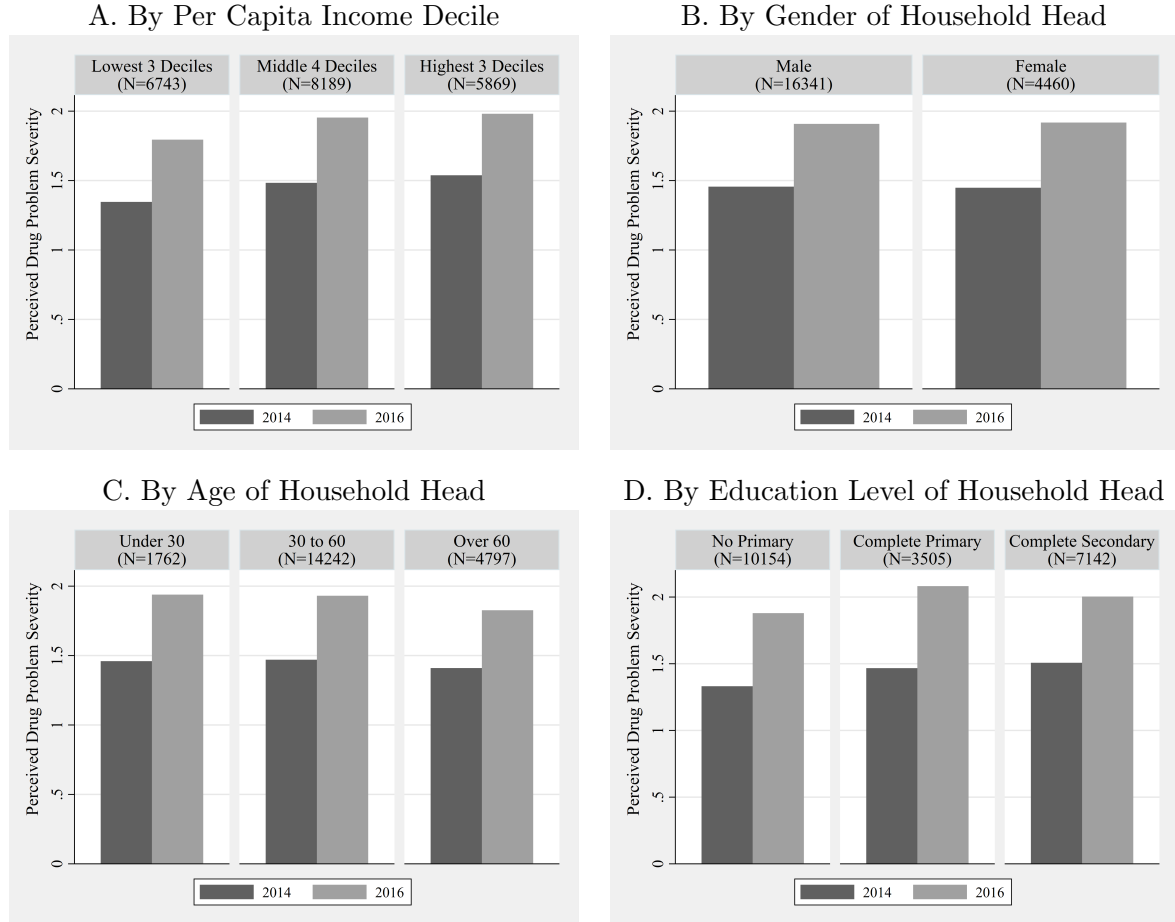 A. By Per Capita Income Decile
Lowest 3 Deciles
(N=6743)
Middle 4 Deciles
(N=8189)
Highest 3 Deciles
(N=5869)
Perceived Drug Problem Severity
0
.5
1
1.5
2
2014
2016
B. By Gender of Household Head
Male
(N=16341)
Female
(N=4460)
Perceived Drug Problem Severity
0
.5
1
1.5
2
2014
2016
C. By Age of Household Head
Under 30
(N=1762)
30 to 60
(N=14242)
Over 60
(N=4797)
Perceived Drug Problem Severity
0
.5
1
1.5
2
2014
2016
D. By Education Level of Household Head
No Primary
(N=10154)
Complete Primary
(N=3505)
Complete Secondary
(N=7142)
Perceived Drug Problem Severity
0
.5
1
1.5
2
2014
2016